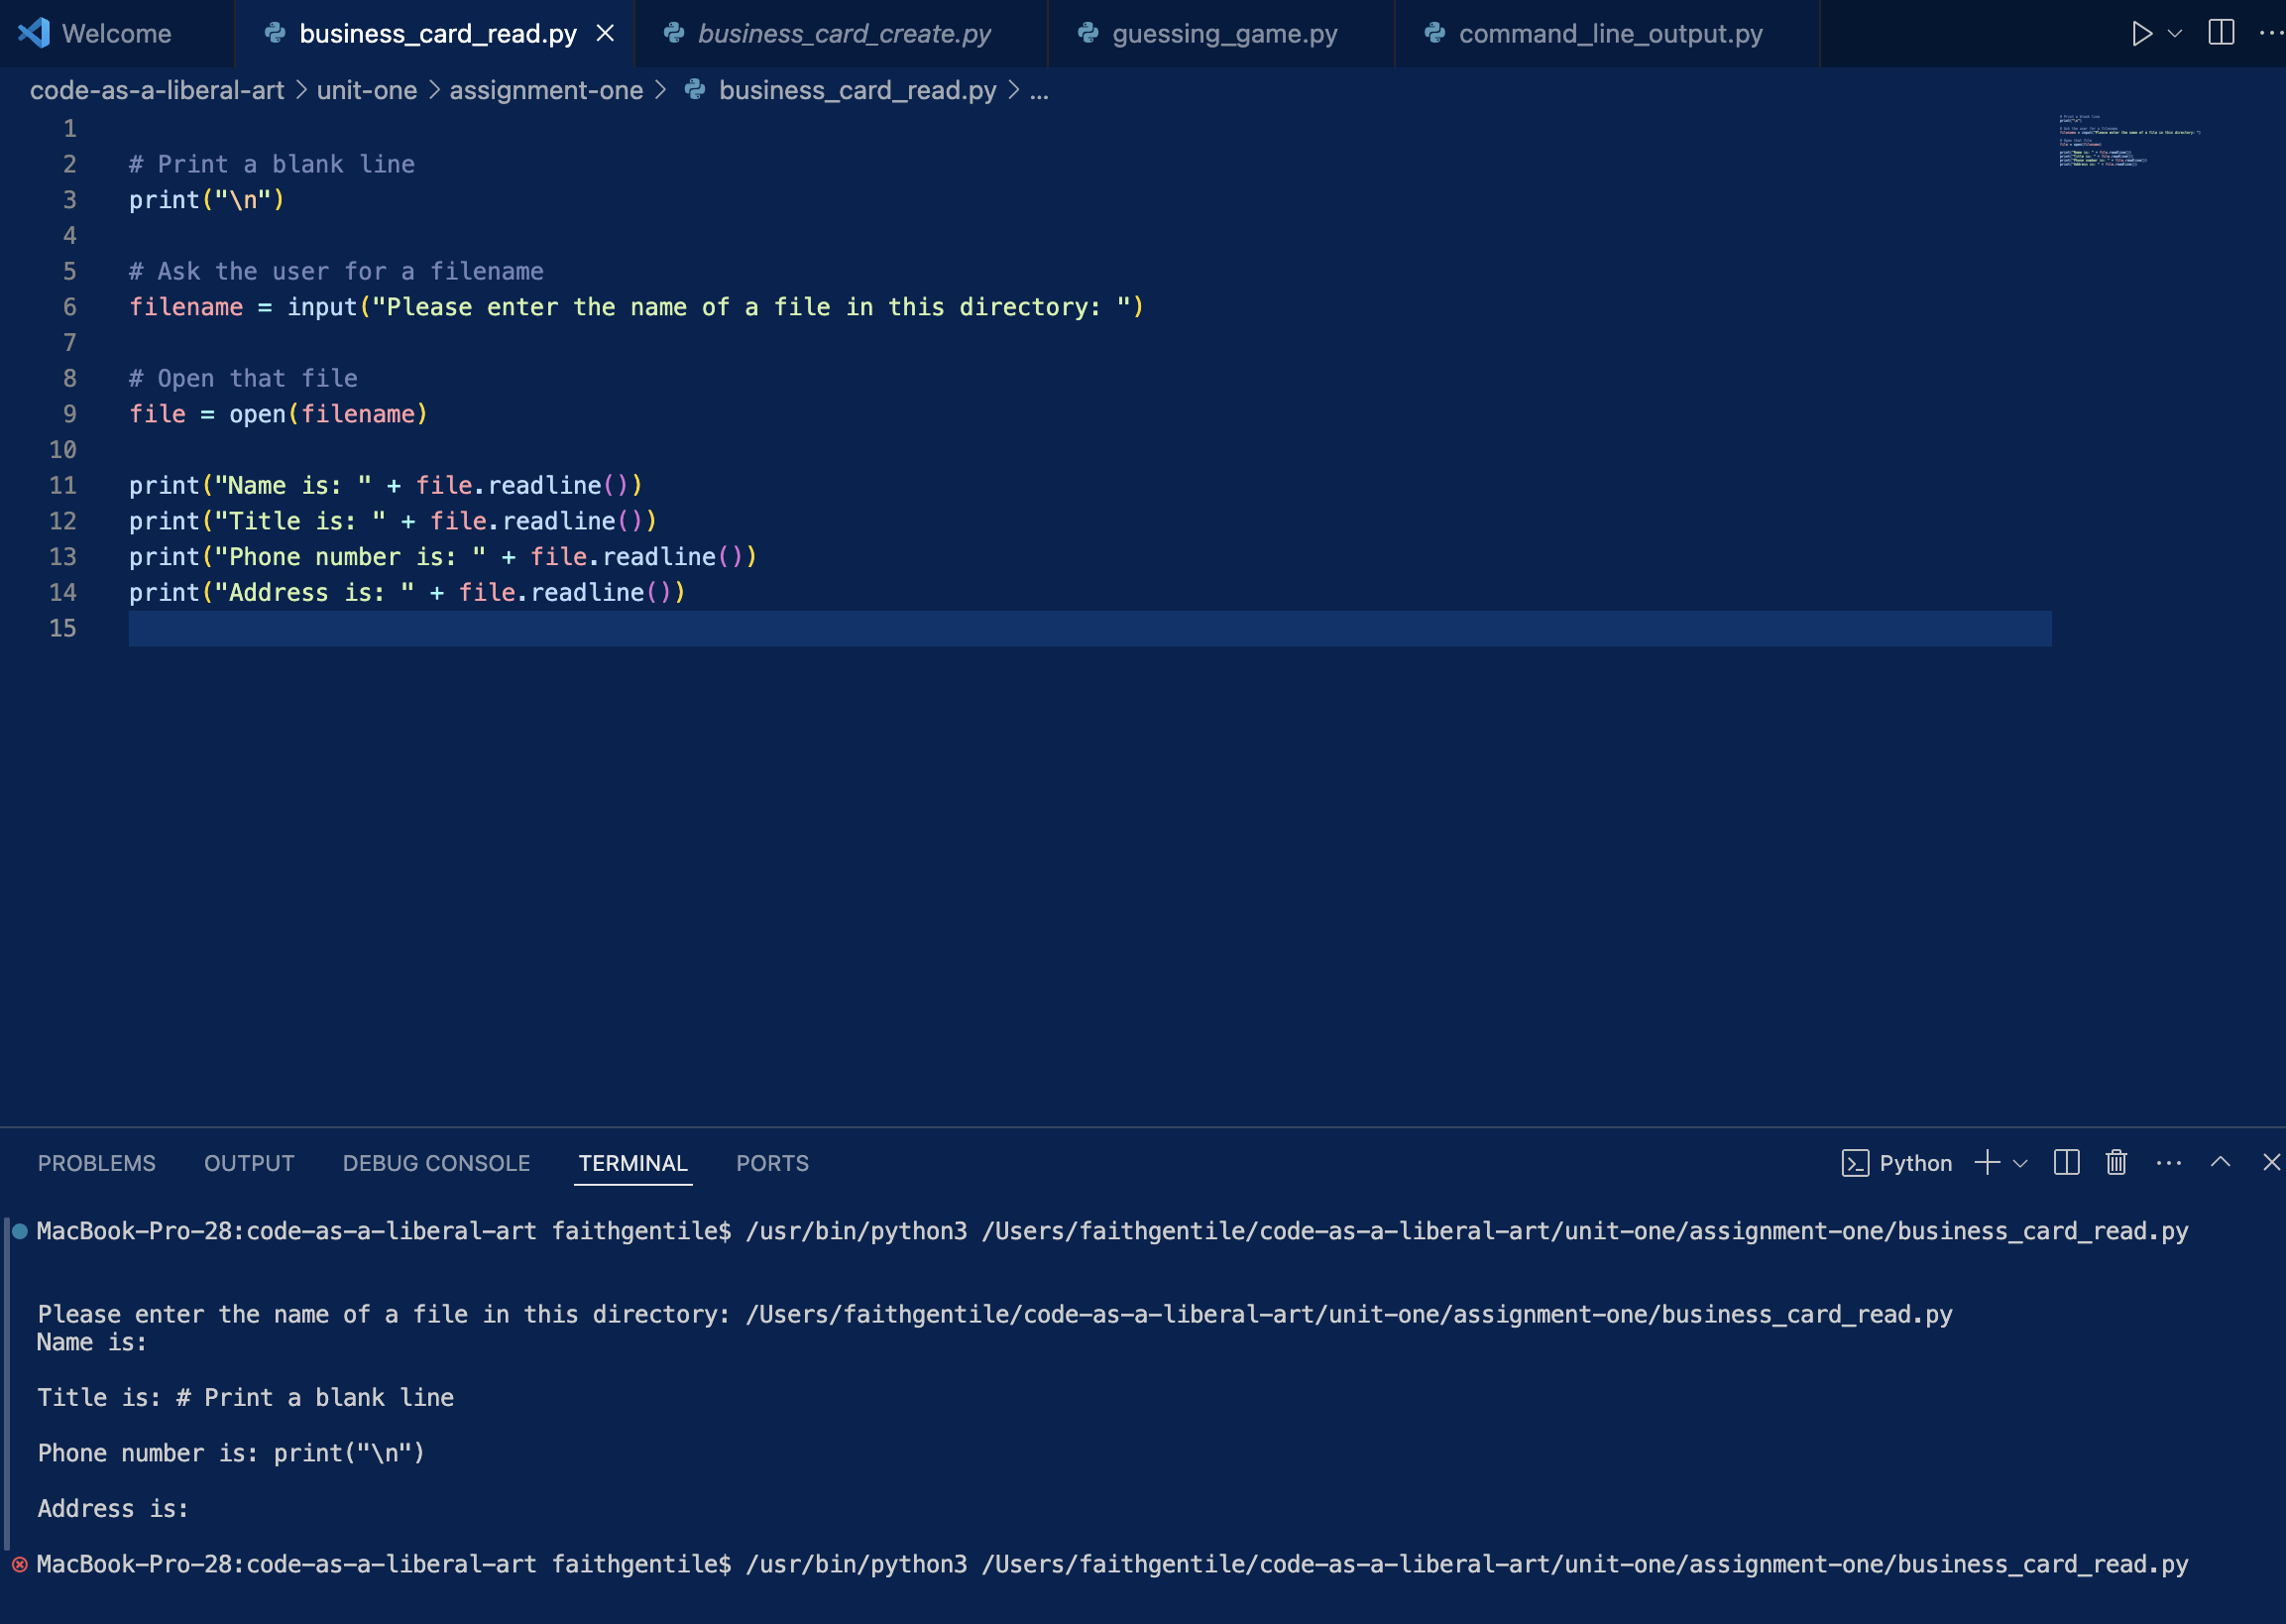 Welcome business_card_read.py business_card_create.py guessing_game.py command_line_output.py
code-as-a-liberal-art > unit-one > assignment-one > business_card_read.py > ...
1
2 # Print a blank line
3 print("\n")
4
5 # Ask the user for a filename
6 filename = input("Please enter the name of a file in this directory: ")
7
8 # Open that file
9 file = open(filename)
10
11 print("Name is: " + file.readline())
12 print("Title is: " + file.readline())
13 print("Phone number is: " + file.readline())
14 print("Address is: " + file.readline())
15
PROBLEMS OUTPUT DEBUG CONSOLE TERMINAL PORTS Python
MacBook-Pro-28:code-as-a-liberal-art faithgentile$ /usr/bin/python3 /Users/faithgentile/code-as-a-liberal-art/unit-one/assignment-one/business_card_read.py
Please enter the name of a file in this directory: /Users/faithgentile/code-as-a-liberal-art/unit-one/assignment-one/business_card_read.py
Name is:
Title is: # Print a blank line
Phone number is: print("\n")
Address is:
MacBook-Pro-28:code-as-a-liberal-art faithgentile$ /usr/bin/python3 /Users/faithgentile/code-as-a-liberal-art/unit-one/assignment-one/business_card_read.py